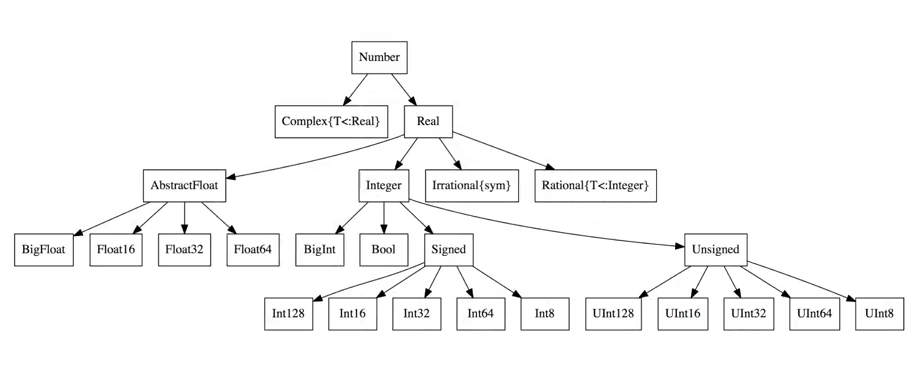 Number
Complex{T<:Real}
Real
AbstractFloat
Integer
Irrational{sym}
Rational{T<:Integer}
BigFloat
Float16
Float32
Float64
BigInt
Bool
Signed
Unsigned
Int128
Int16
Int32
Int64
Int8
UInt128
UInt16
UInt32
UInt64
UInt8